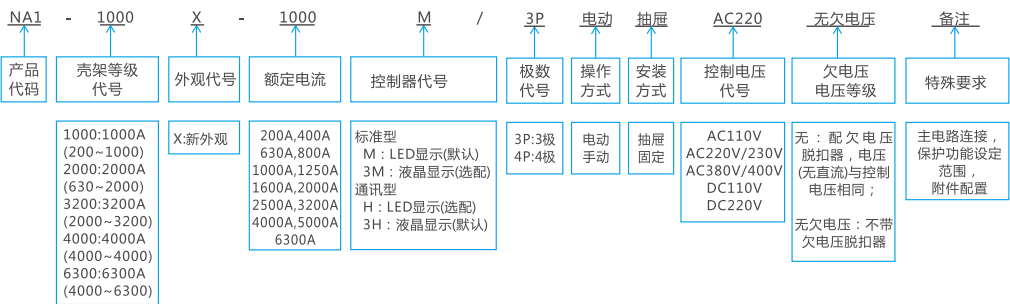 NA1 - 1000 X - 1000 M / 3P 电动 抽屉 AC220 无欠电压 备注
产品
代码
壳架等级
代号
外观代号
额定电流
控制器代号
极数
代号
操作
方式
安装
方式
控制电压
代号
欠电压
电压等级
特殊要求
1000:1000A
(200~1000)
2000:2000A
(630~2000)
3200:3200A
(2000~3200)
4000:4000A
(4000~4000)
6300:6300A
(4000~6300)
X:新外观
200A,400A
630A,800A
1000A,1250A
1600A,2000A
2500A,3200A
4000A,5000A
6300A
标准型
M：LED显示(默认)
3M：液晶显示(选配)
通讯型
H：LED显示(选配)
3H：液晶显示(默认)
3P:3极
4P:4极
电动
手动
抽屉
固定
AC110V
AC220V/230V
AC380V/400V
DC110V
DC220V
无：配欠电压
脱扣器，电压
(无直流)与控制
电压相同；
无欠电压：不带
欠电压脱扣器
主电路连接，
保护功能设定
范围，
附件配置